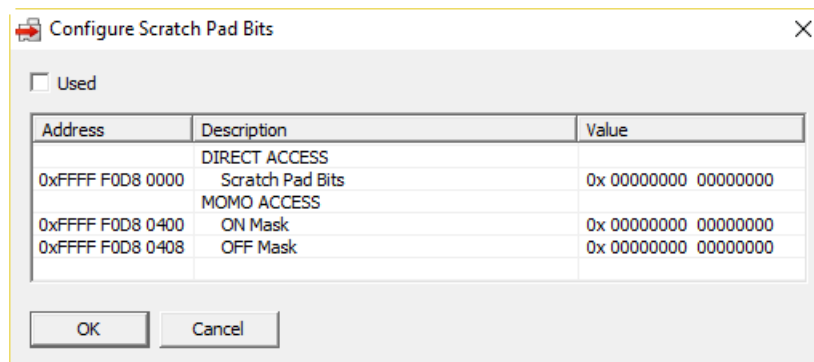 Configure Scratch Pad Bits
Used
Address Description Value
DIRECT ACCESS
0xFFFF F0D8 0000 Scratch Pad Bits 0x 00000000 00000000
MOMO ACCESS
0xFFFF F0D8 0400 ON Mask 0x 00000000 00000000
0xFFFF F0D8 0408 OFF Mask 0x 00000000 00000000
OK Cancel